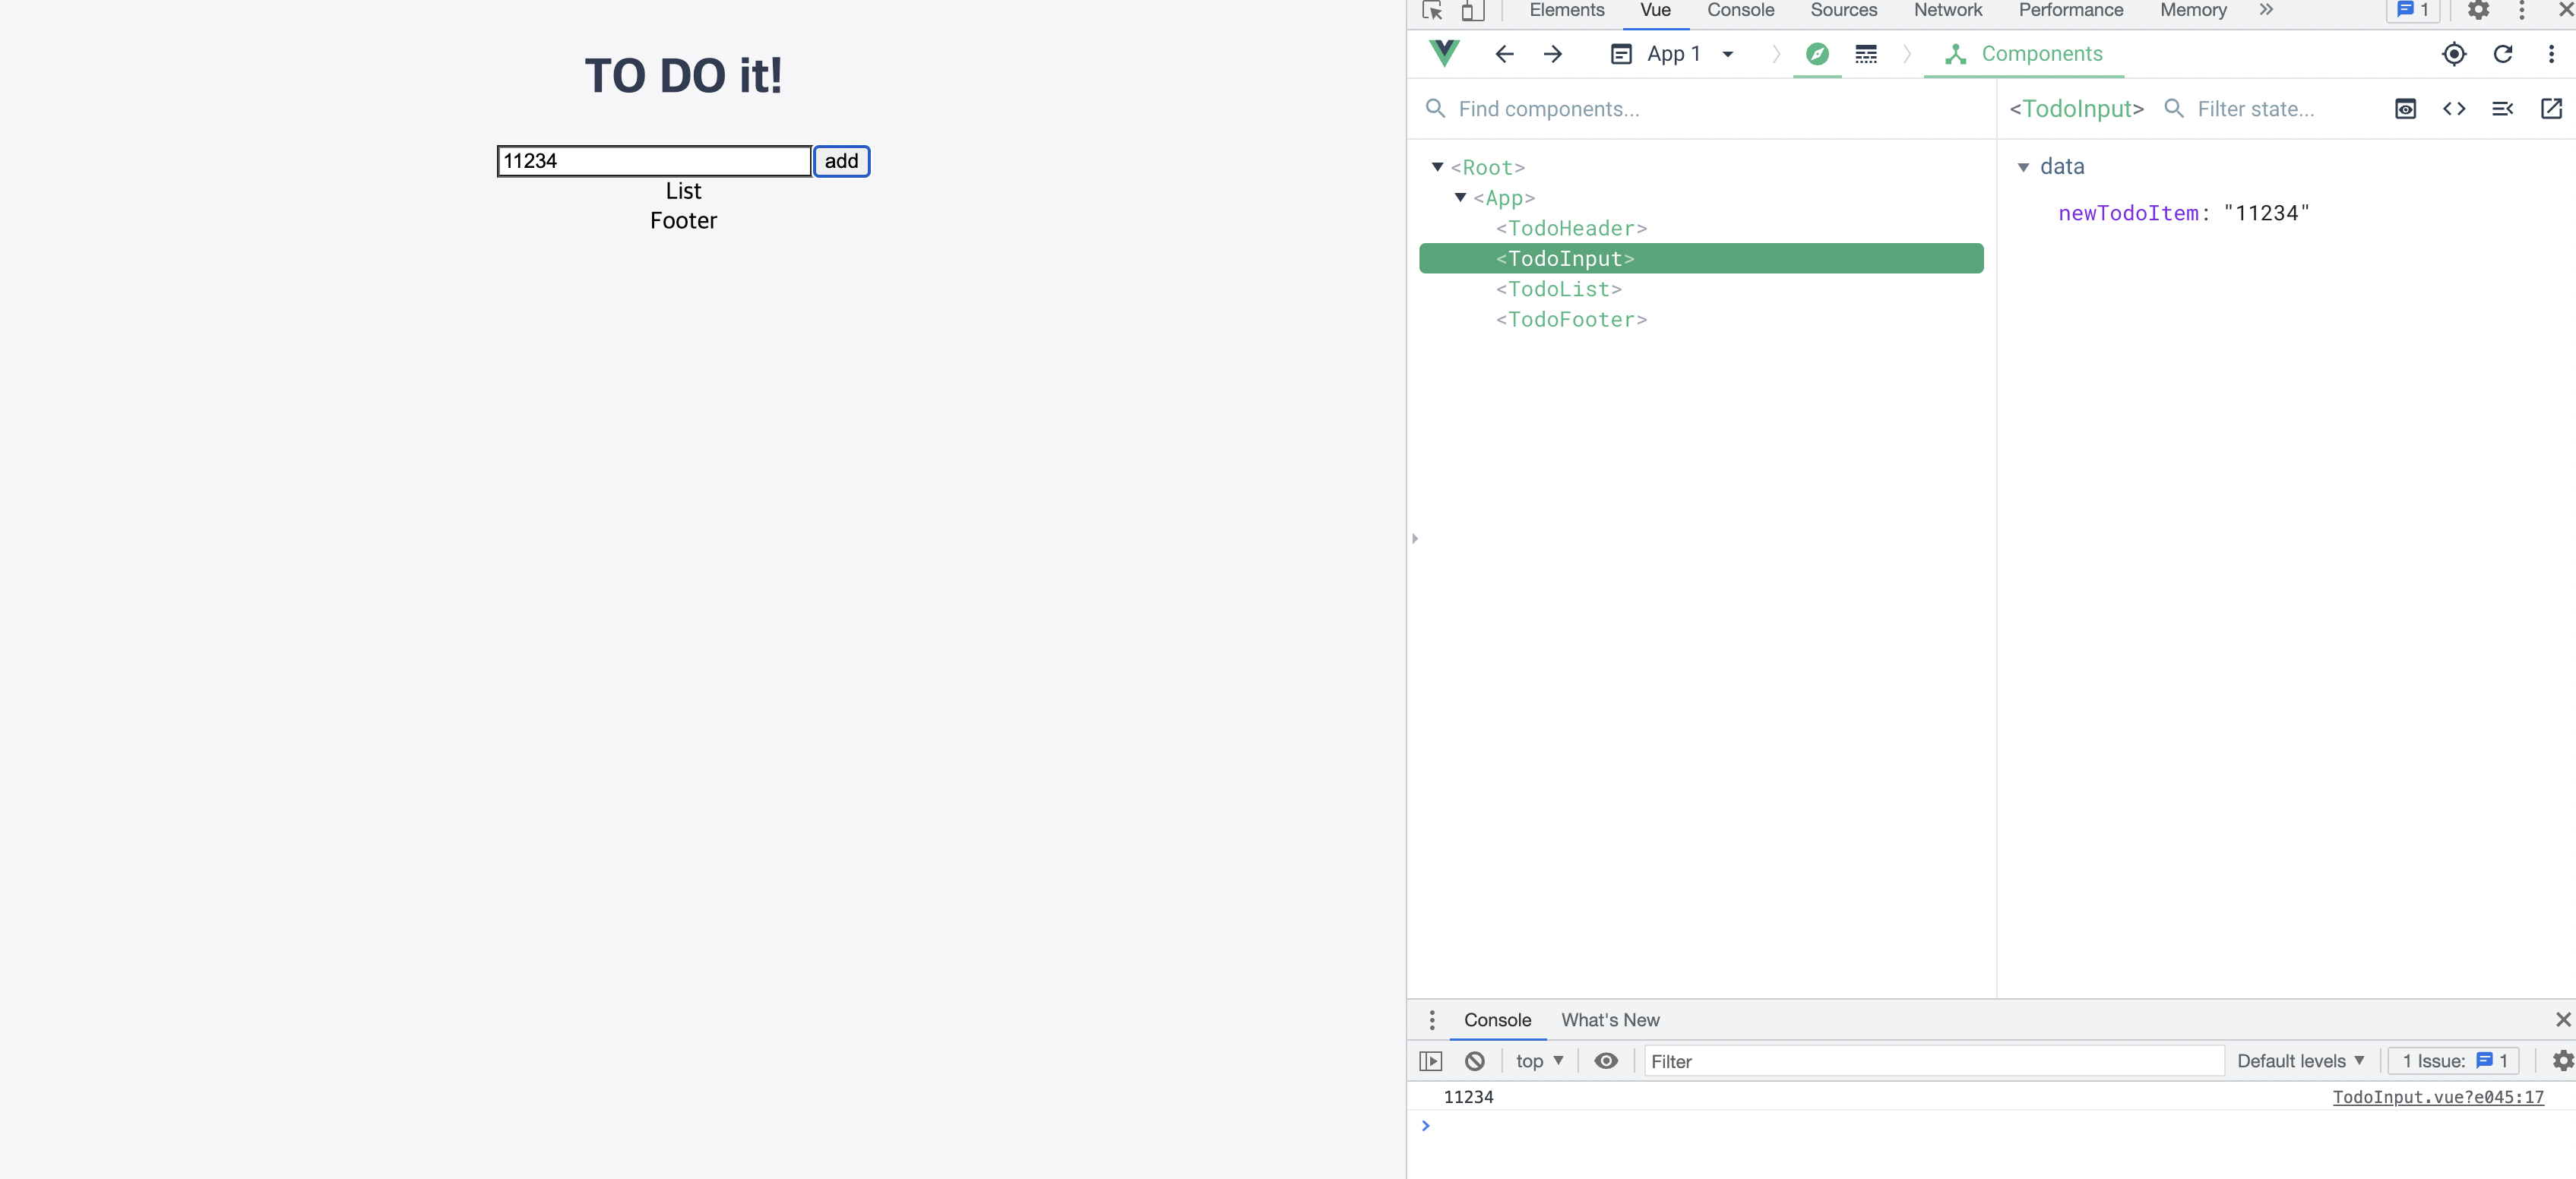 TO DO it!
11234 add
List
Footer
Elements Vue Console Sources Network Performance Memory 1
App 1 Components
Find components...
<TodoInput> Filter state...
<Root>
<App>
<TodoHeader>
<TodoInput>
<TodoList>
<TodoFooter>
data
newTodoItem: "11234"
Console What's New
top Filter Default levels 1 Issue: 1
11234 TodoInput.vue?e045:17